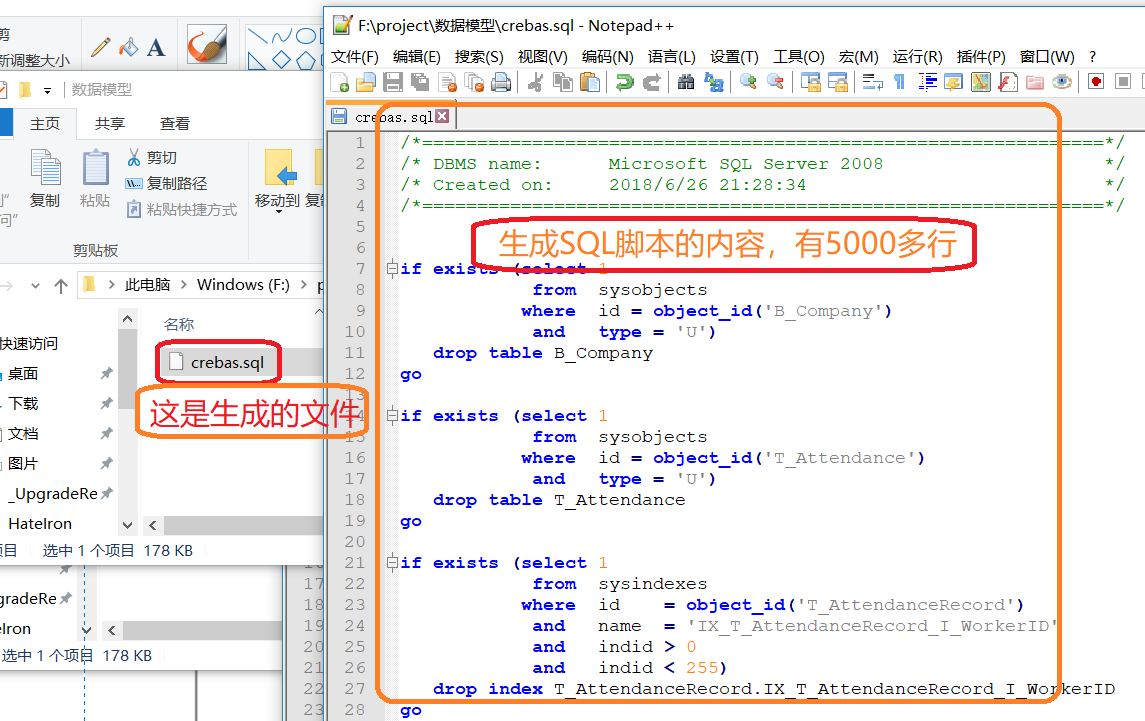 剪
新调整大小
数据模型
主页 共享 查看
复制
粘贴
剪切
复制路径
粘贴快捷方式
移动到
剪贴板
此电脑 > Windows (F:) >
名称
快速访问
桌面
下载
文档
图片
_UpgradeRe
HateIron
crebas.sql
这是生成的文件
项目 选中 1 个项目 178 KB
gradeRe
Iron
选中 1 个项目 178 KB
F:\project\数据模型\crebas.sql - Notepad++
文件(F) 编辑(E) 搜索(S) 视图(V) 编码(N) 语言(L) 设置(T) 工具(O) 宏(M) 运行(R) 插件(P) 窗口(W) ?
crebas.sql
1 /*==============================================================*/
2 /* DBMS name: Microsoft SQL Server 2008 */
3 /* Created on: 2018/6/26 21:28:34 */
4 /*==============================================================*/
5
6
生成SQL脚本的内容，有5000多行
7 if exists (select 1
8 from sysobjects
9 where id = object_id('B_Company')
10 and type = 'U')
11 drop table B_Company
12 go
13
14 if exists (select 1
15 from sysobjects
16 where id = object_id('T_Attendance')
17 and type = 'U')
18 drop table T_Attendance
19 go
20
21 if exists (select 1
22 from sysindexes
23 where id = object_id('T_AttendanceRecord')
24 and name = 'IX_T_AttendanceRecord_I_WorkerID'
25 and indid > 0
26 and indid < 255)
27 drop index T_AttendanceRecord.IX_T_AttendanceRecord_I_WorkerID
28 go
17
18
19
20
21
22
23